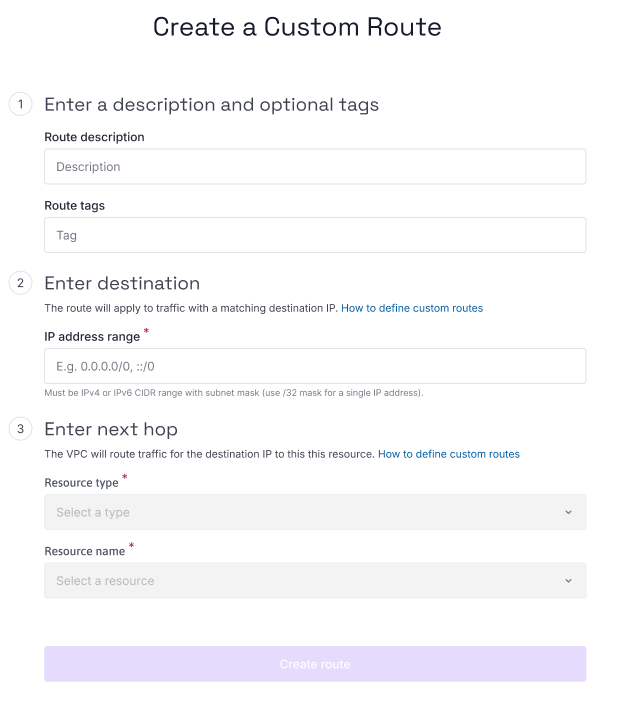 Create a Custom Route
1 Enter a description and optional tags
Route description
Description
Route tags
Tag
2 Enter destination
The route will apply to traffic with a matching destination IP. How to define custom routes
IP address range *
E.g. 0.0.0.0/0, ::/0
Must be IPv4 or IPv6 CIDR range with subnet mask (use /32 mask for a single IP address).
3 Enter next hop
The VPC will route traffic for the destination IP to this this resource. How to define custom routes
Resource type *
Select a type
Resource name *
Select a resource
Create route